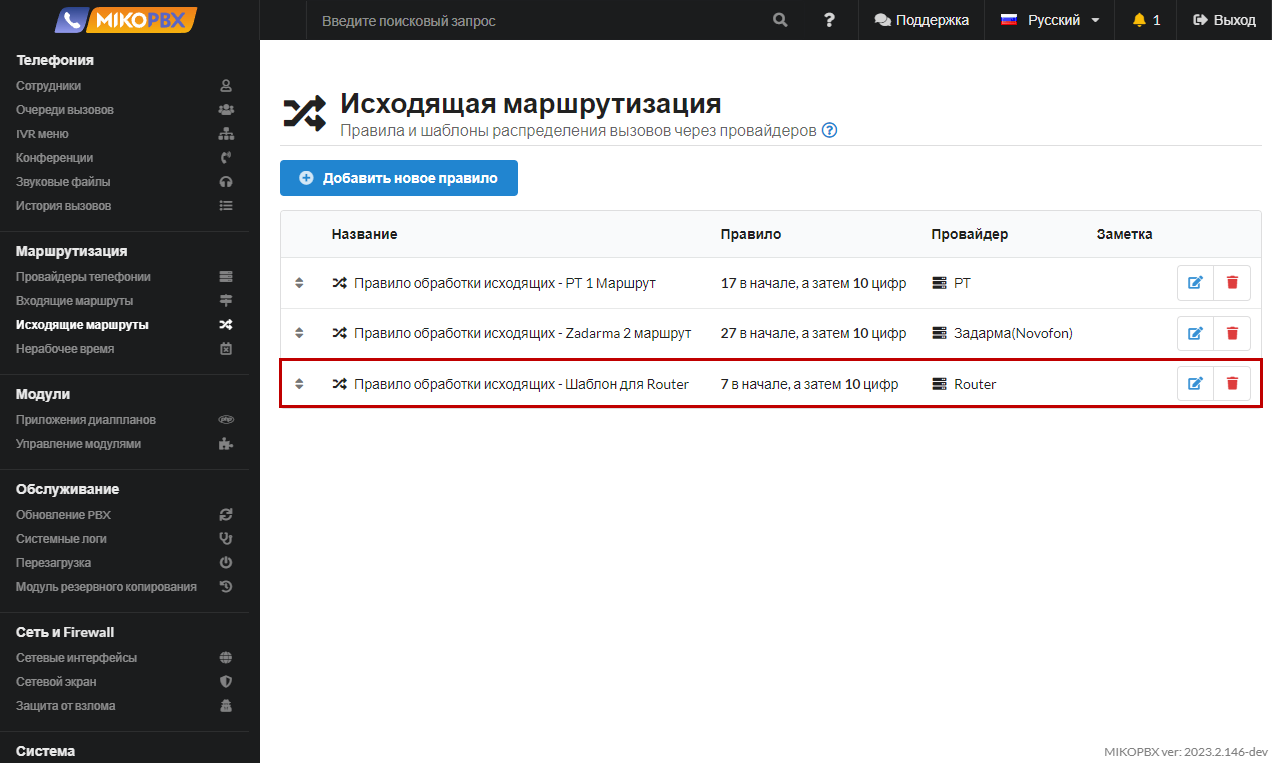 MIKOPBX
Введите поисковый запрос
?
Поддержка
Русский
1
Выход
Телефония
Сотрудники
Очереди вызовов
IVR меню
Конференции
Звуковые файлы
История вызовов
Маршрутизация
Провайдеры телефонии
Входящие маршруты
Исходящие маршруты
Нерабочее время
Модули
Приложения диалпланов
php
Управление модулями
Обслуживание
Обновление PBX
Системные логи
Перезагрузка
Модуль резервного копирования
Сеть и Firewall
Сетевые интерфейсы
Сетевой экран
Защита от взлома
Система
Исходящая маршрутизация
Правила и шаблоны распределения вызовов через провайдеров ?
Добавить новое правило
Название Правило Провайдер Заметка
Правило обработки исходящих - РТ 1 Маршрут 17 в начале, а затем 10 цифр РТ
Правило обработки исходящих - Zadarma 2 маршрут 27 в начале, а затем 10 цифр Задарма(Novofon)
Правило обработки исходящих - Шаблон для Router 7 в начале, а затем 10 цифр Router
MIKOPBX ver: 2023.2.146-dev